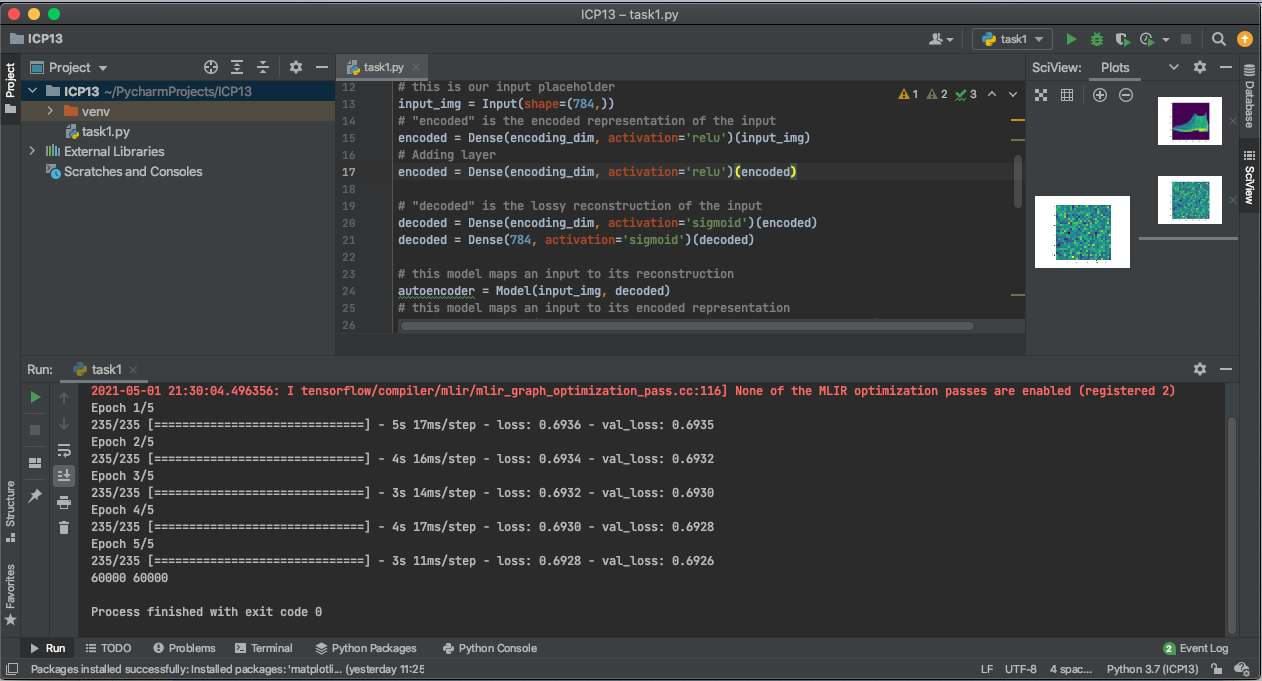 ICP13 – task1.py
ICP13
task1
Project
Project
ICP13 ~/PycharmProjects/ICP13
venv
task1.py
External Libraries
Scratches and Consoles
task1.py
12 # this is our input placeholder
13 input_img = Input(shape=(784,))
14 # "encoded" is the encoded representation of the input
15 encoded = Dense(encoding_dim, activation='relu')(input_img)
16 # Adding layer
17 encoded = Dense(encoding_dim, activation='relu')(encoded)
18
19 # "decoded" is the lossy reconstruction of the input
20 decoded = Dense(encoding_dim, activation='sigmoid')(encoded)
21 decoded = Dense(784, activation='sigmoid')(decoded)
22
23 # this model maps an input to its reconstruction
24 autoencoder = Model(input_img, decoded)
25 # this model maps an input to its encoded representation
26
1 2 3
SciView: Plots
Database
SciView
Run: task1
2021-05-01 21:30:04.496356: I tensorflow/compiler/mlir/mlir_graph_optimization_pass.cc:116] None of the MLIR optimization passes are enabled (registered 2)
Epoch 1/5
235/235 [==============================] - 5s 17ms/step - loss: 0.6936 - val_loss: 0.6935
Epoch 2/5
235/235 [==============================] - 4s 16ms/step - loss: 0.6934 - val_loss: 0.6932
Epoch 3/5
235/235 [==============================] - 3s 14ms/step - loss: 0.6932 - val_loss: 0.6930
Epoch 4/5
235/235 [==============================] - 4s 17ms/step - loss: 0.6930 - val_loss: 0.6928
Epoch 5/5
235/235 [==============================] - 3s 11ms/step - loss: 0.6928 - val_loss: 0.6926
60000 60000
Process finished with exit code 0
Structure
Favorites
Run TODO Problems Terminal Python Packages Python Console
2 Event Log
Packages installed successfully: Installed packages: 'matplotli... (yesterday 11:25
LF UTF-8 4 spac... Python 3.7 (ICP13)